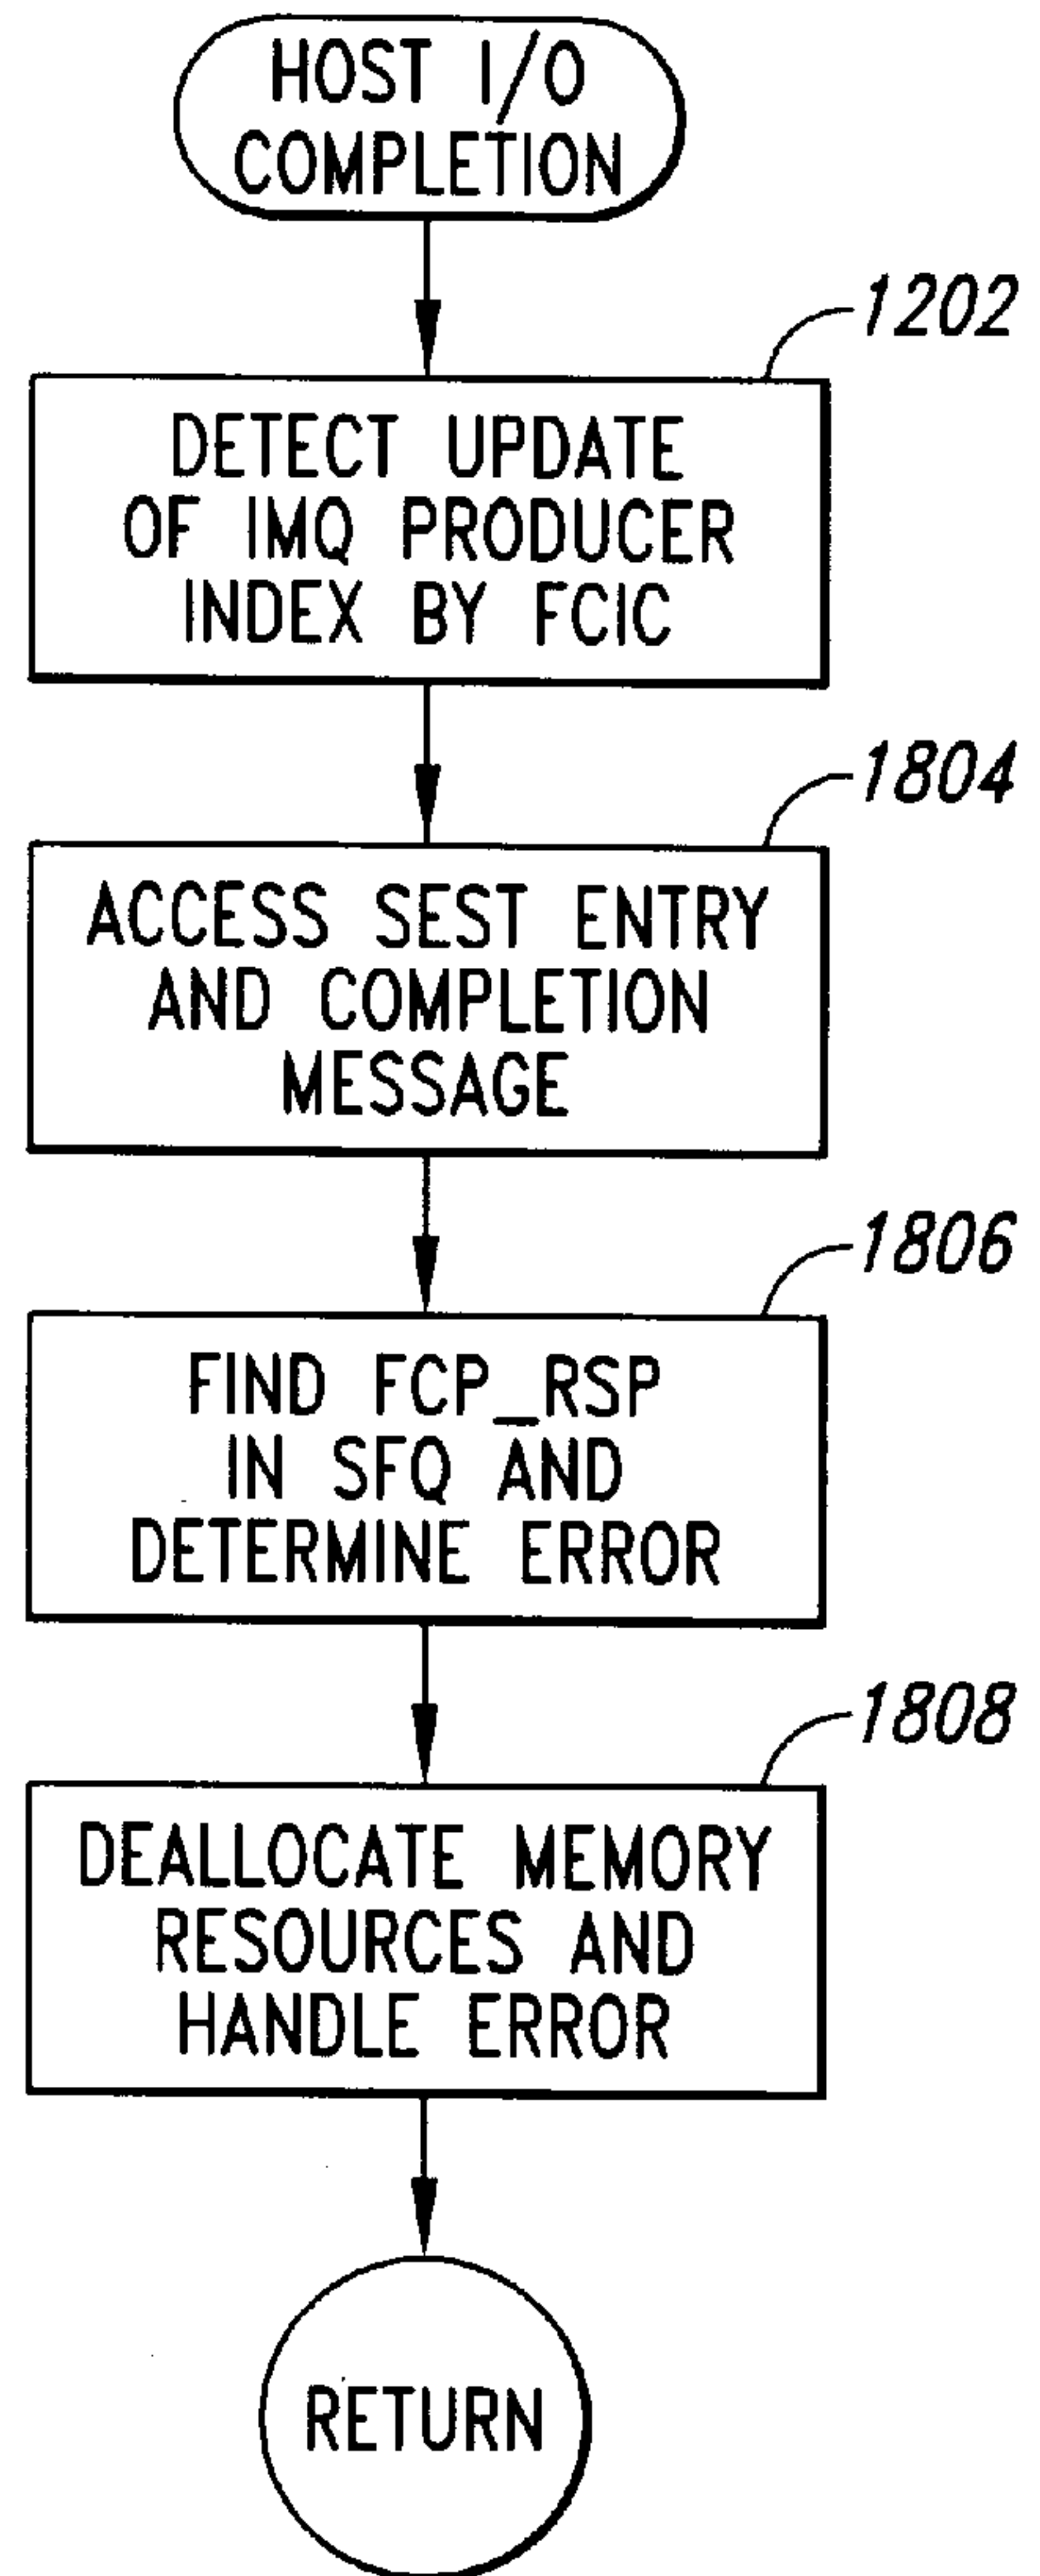 HOST I/O
COMPLETION
1202
DETECT UPDATE
OF IMQ PRODUCER
INDEX BY FCIC
1804
ACCESS SEST ENTRY
AND COMPLETION
MESSAGE
1806
FIND FCP_RSP
IN SFQ AND
DETERMINE ERROR
1808
DEALLOCATE MEMORY
RESOURCES AND
HANDLE ERROR
RETURN